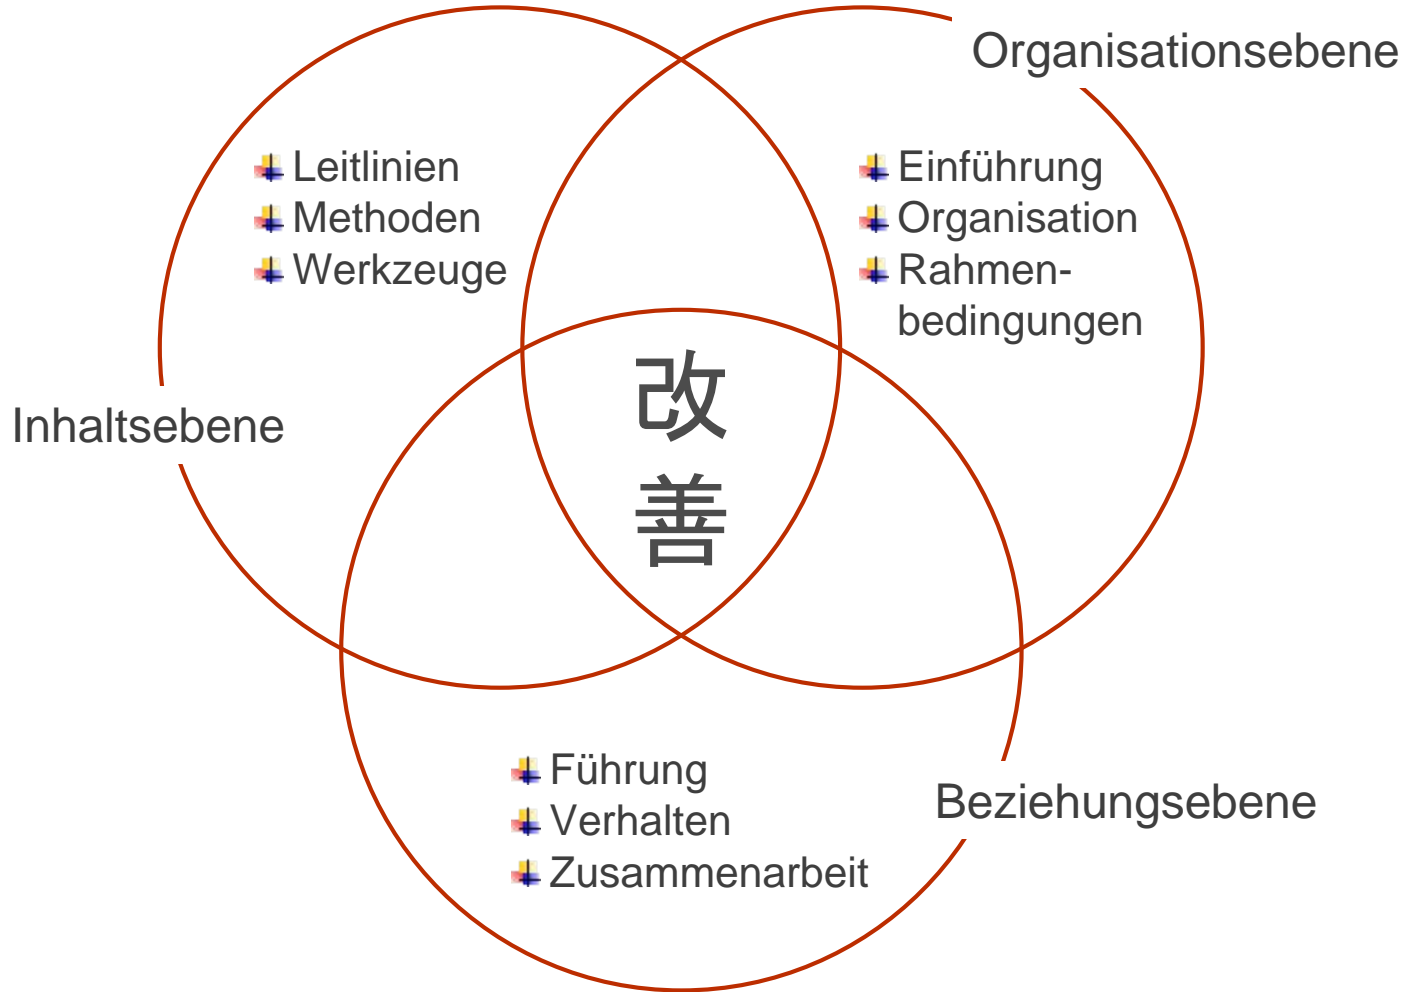 Organisationsebene
Leitlinien
Methoden
Werkzeuge
Einführung
Organisation
Rahmen-
bedingungen
改
善
Inhaltsebene
Führung
Verhalten
Zusammenarbeit
Beziehungsebene